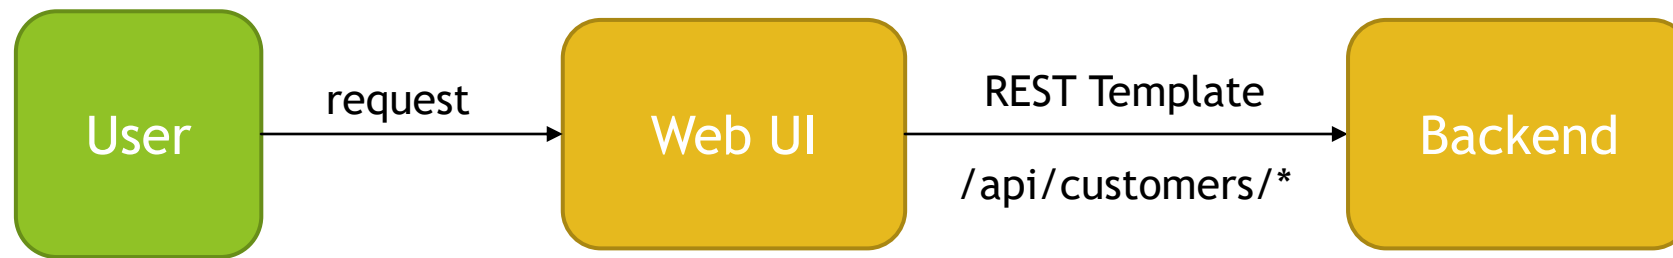 User
request
Web UI
REST Template
/api/customers/*
Backend